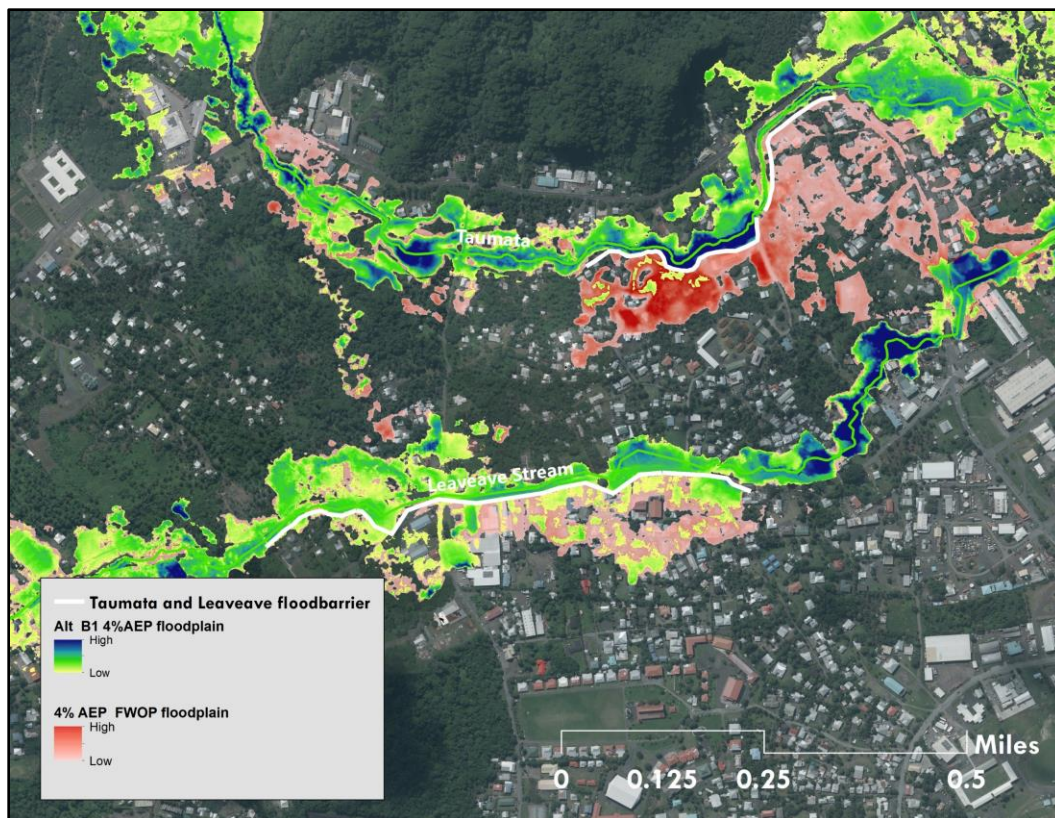 Taumata
Leaveave Stream
Taumata and Leaveave floodbarrier
Alt B1 4%AEP floodplain
High
Low
4% AEP FWOP floodplain
High
Low
Miles
0 0.125 0.25 0.5